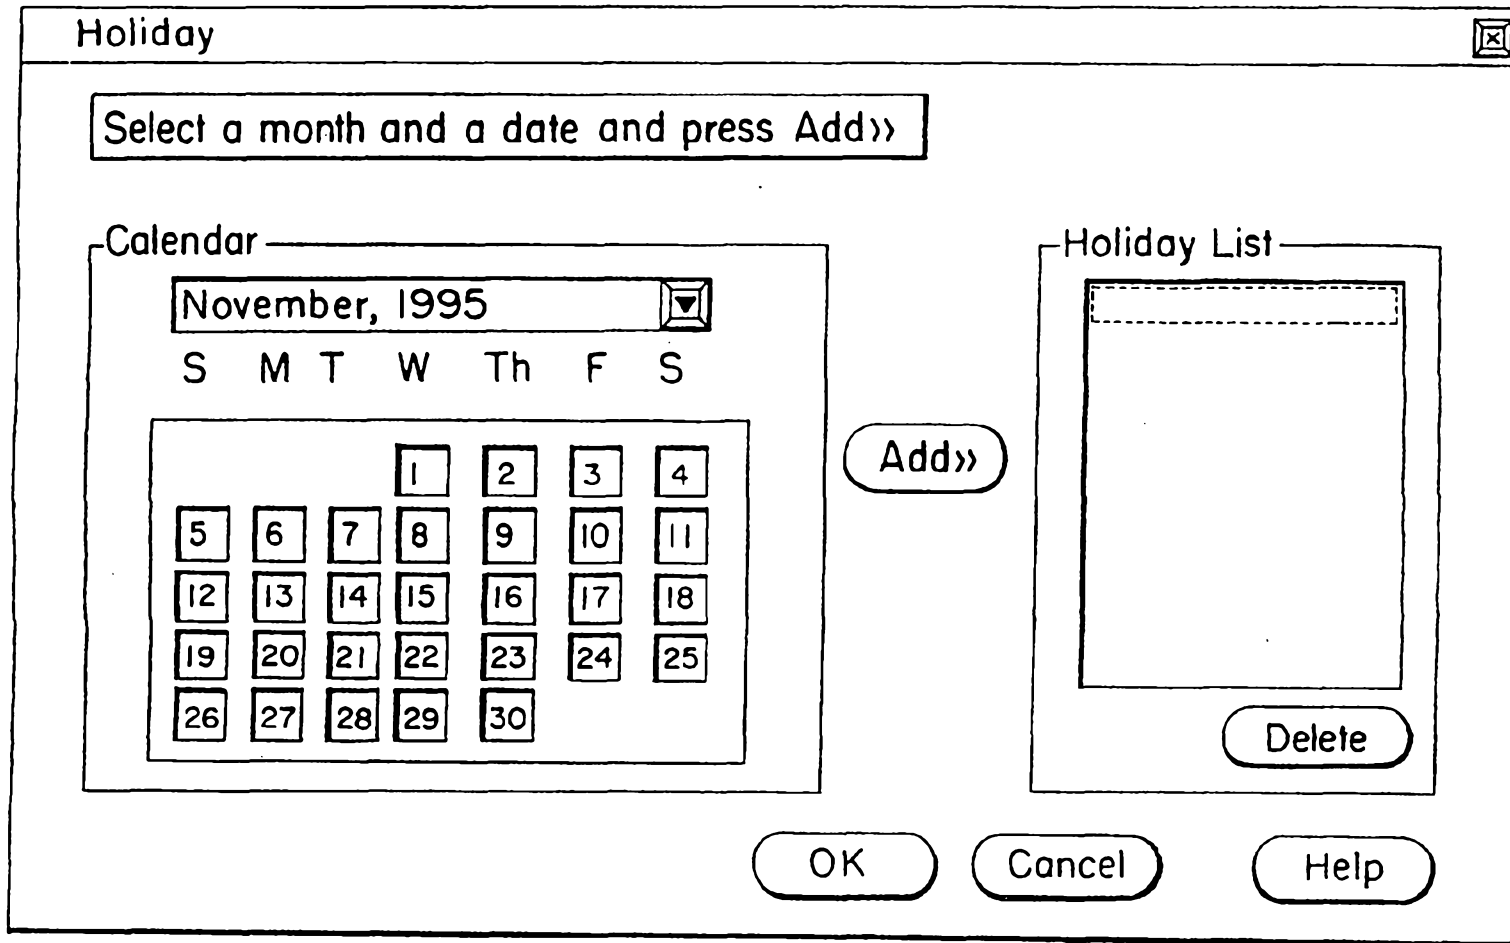 Holiday
Select a month and a date and press Add»
Calendar
November, 1995
S M T W Th F S
1 2 3 4
5 6 7 8 9 10 11
12 13 14 15 16 17 18
19 20 21 22 23 24 25
26 27 28 29 30
Add»
Holiday List
Delete
OK Cancel Help